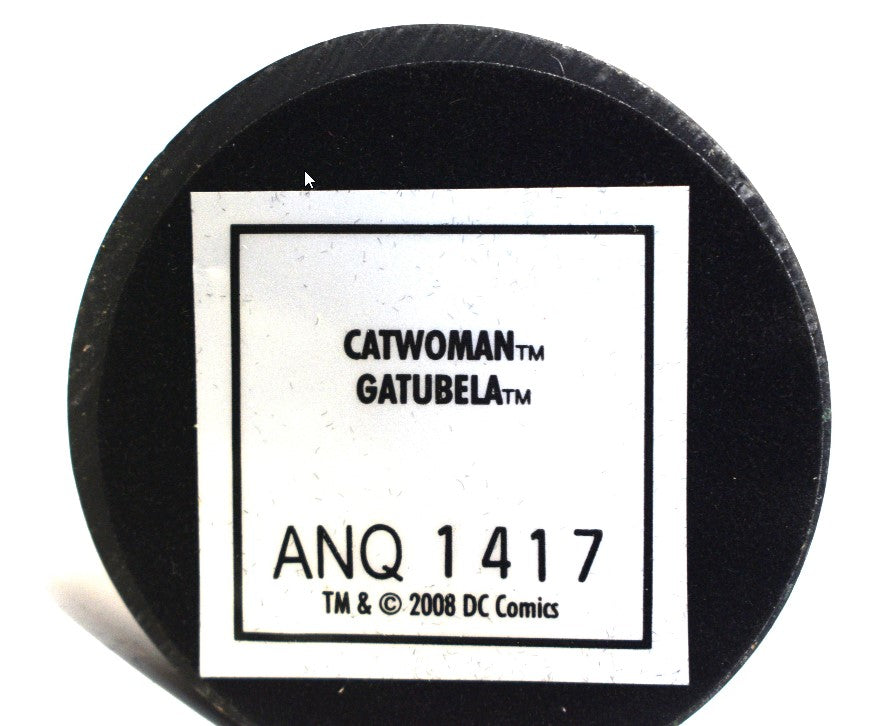 CATWOMAN™
GATUBELA™
ANQ 1417
TM & © 2008 DC Comics